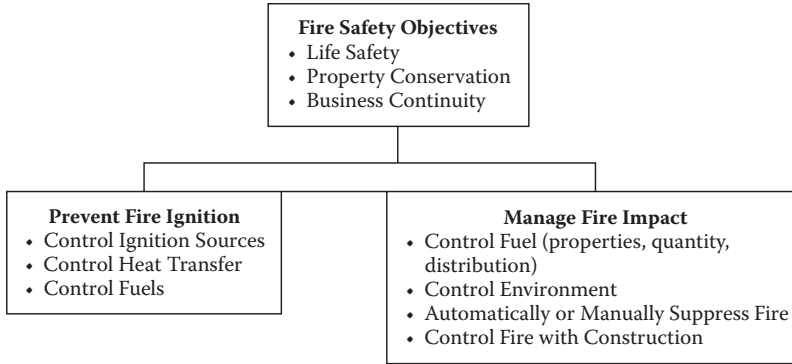 Fire Safety Objectives
• Life Safety
• Property Conservation
• Business Continuity
Prevent Fire Ignition
• Control Ignition Sources
• Control Heat Transfer
• Control Fuels
Manage Fire Impact
• Control Fuel (properties, quantity,
distribution)
• Control Environment
• Automatically or Manually Suppress Fire
• Control Fire with Construction